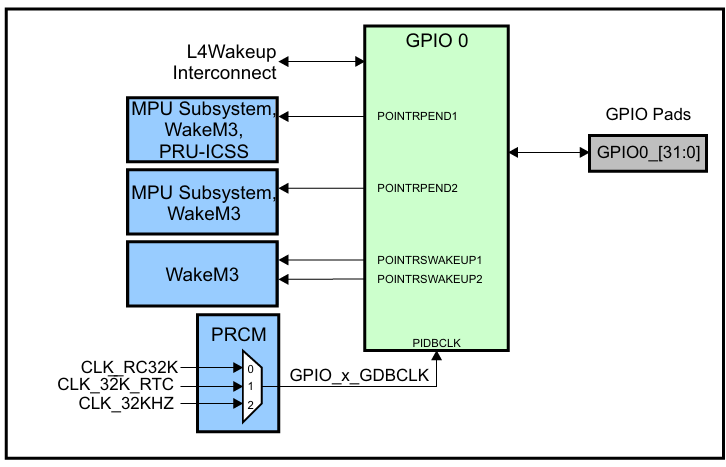 GPIO 0
L4Wakeup
Interconnect
MPU Subsystem,
WakeM3,
PRU-ICSS
POINTRPEND1
GPIO Pads
GPIO0_[31:0]
MPU Subsystem,
WakeM3
POINTRPEND2
WakeM3
POINTRSWAKEUP1
POINTRSWAKEUP2
PRCM
PIDBCLK
CLK_RC32K
0
CLK_32K_RTC
1
GPIO_x_GDBCLK
CLK_32KHZ
2